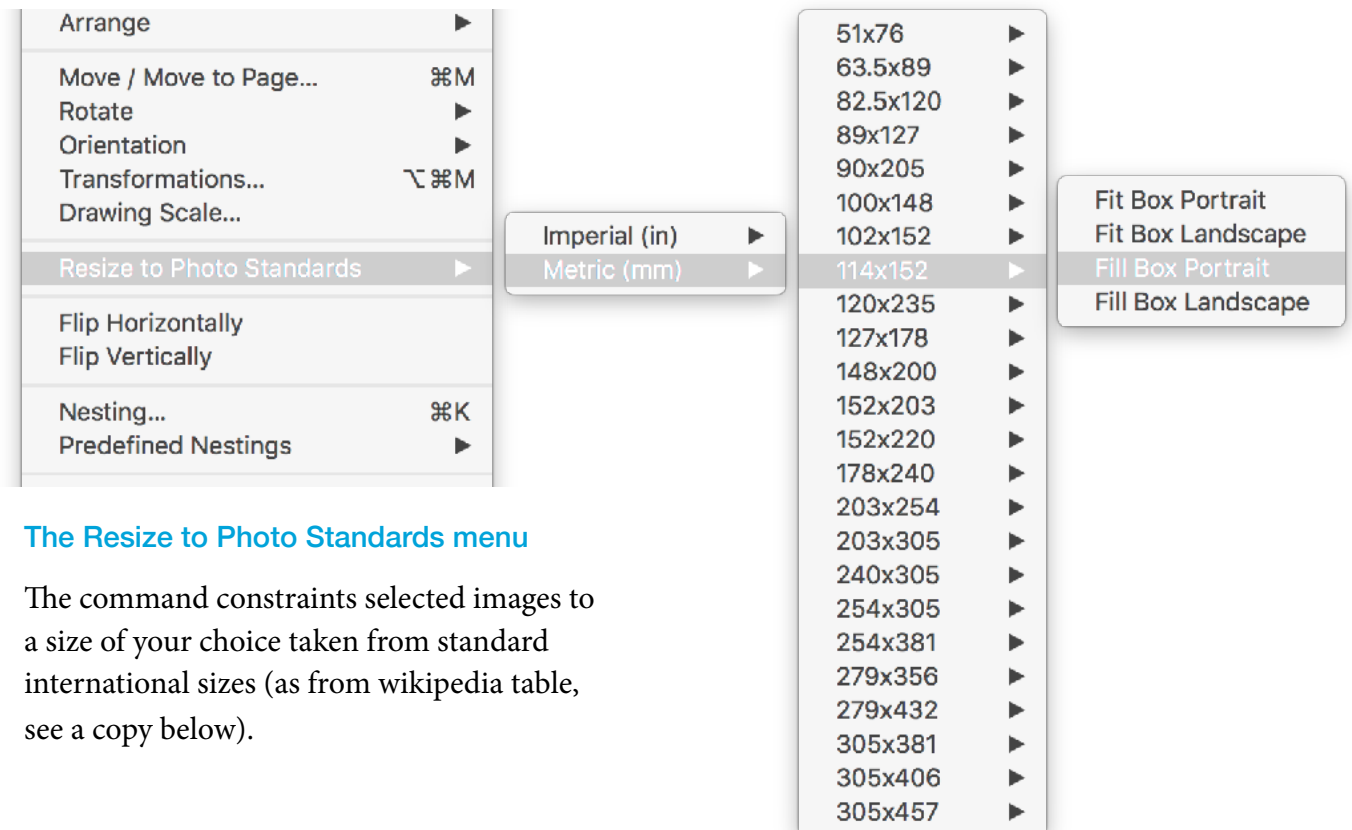 Arrange ▶
Move / Move to Page... ⌘M
Rotate ▶
Orientation ▶
Transformations... ⌥⌘M
Drawing Scale...
Resize to Photo Standards ▶
Flip Horizontally
Flip Vertically
Nesting... ⌘K
Predefined Nestings ▶
Imperial (in) ▶
Metric (mm) ▶
51x76 ▶
63.5x89 ▶
82.5x120 ▶
89x127 ▶
90x205 ▶
100x148 ▶
102x152 ▶
114x152 ▶
120x235 ▶
127x178 ▶
148x200 ▶
152x203 ▶
152x220 ▶
178x240 ▶
203x254 ▶
203x305 ▶
240x305 ▶
254x305 ▶
254x381 ▶
279x356 ▶
279x432 ▶
305x381 ▶
305x406 ▶
305x457 ▶
Fit Box Portrait
Fit Box Landscape
Fill Box Portrait
Fill Box Landscape
The Resize to Photo Standards menu
The command constraints selected images to
a size of your choice taken from standard
international sizes (as from wikipedia table,
see a copy below).